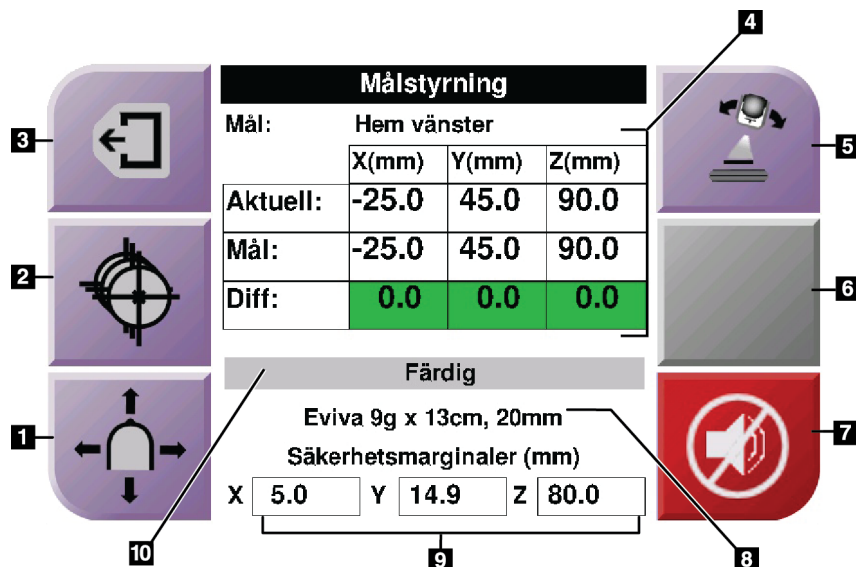 4
Målstyrning
3
Mål: Hem vänster
5
X(mm) Y(mm) Z(mm)
Aktuell: -25.0 45.0 90.0
2
Mål: -25.0 45.0 90.0
6
Diff: 0.0 0.0 0.0
Färdig
1
Eviva 9g x 13cm, 20mm
7
Säkerhetsmarginaler (mm)
X 5.0 Y 14.9 Z 80.0
10
9
8